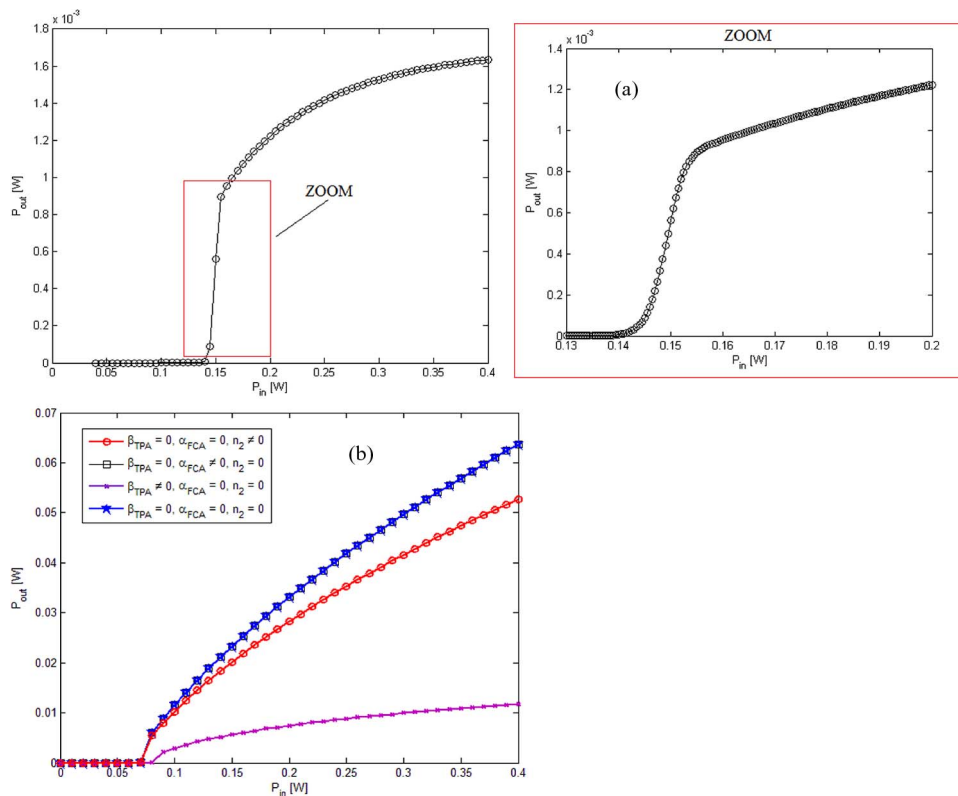 x 10⁻³
1.8
1.6
1.4
1.2
1
0.8
0.6
0.4
0.2
0
P_out [W]
ZOOM
0 0.05 0.1 0.15 0.2 0.25 0.3 0.35 0.4
P_in [W]
ZOOM
x 10⁻³
(a)
1.4
1.2
1
0.8
0.6
0.4
0.2
0
P_out [W]
0.13 0.14 0.15 0.16 0.17 0.18 0.19 0.2
P_in [W]
(b)
0.07
0.06
0.05
0.04
0.03
0.02
0.01
0
P_out [W]
β_TPA = 0, α_FCA = 0, n₂ ≠ 0
β_TPA = 0, α_FCA ≠ 0, n₂ = 0
β_TPA ≠ 0, α_FCA = 0, n₂ = 0
β_TPA = 0, α_FCA = 0, n₂ = 0
0 0.05 0.1 0.15 0.2 0.25 0.3 0.35 0.4
P_in [W]